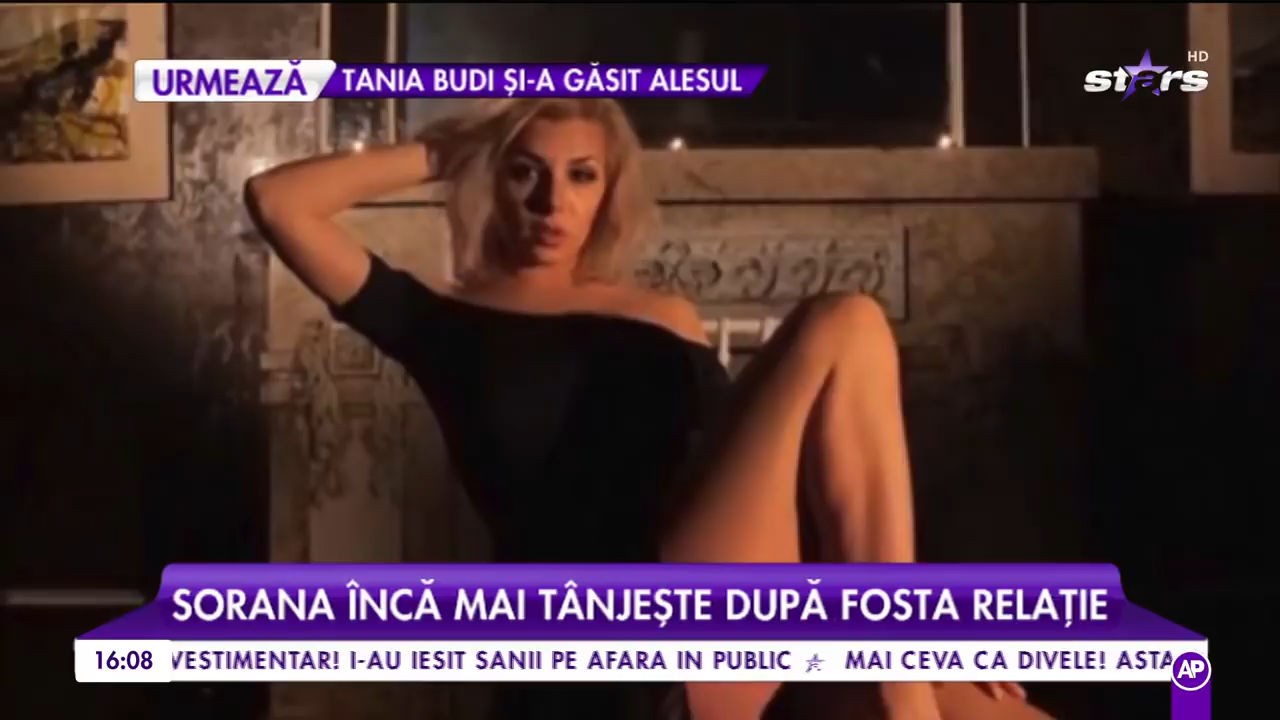 HD
URMEAZĂ TANIA BUDI ȘI-A GĂSIT ALESUL
stars
SORANA ÎNCĂ MAI TÂNJEȘTE DUPĂ FOSTA RELAȚIE
16:08 VESTIMENTAR! I-AU IESIT SANII PE AFARA IN PUBLIC MAI CEVA CA DIVELE! ASTA
AP